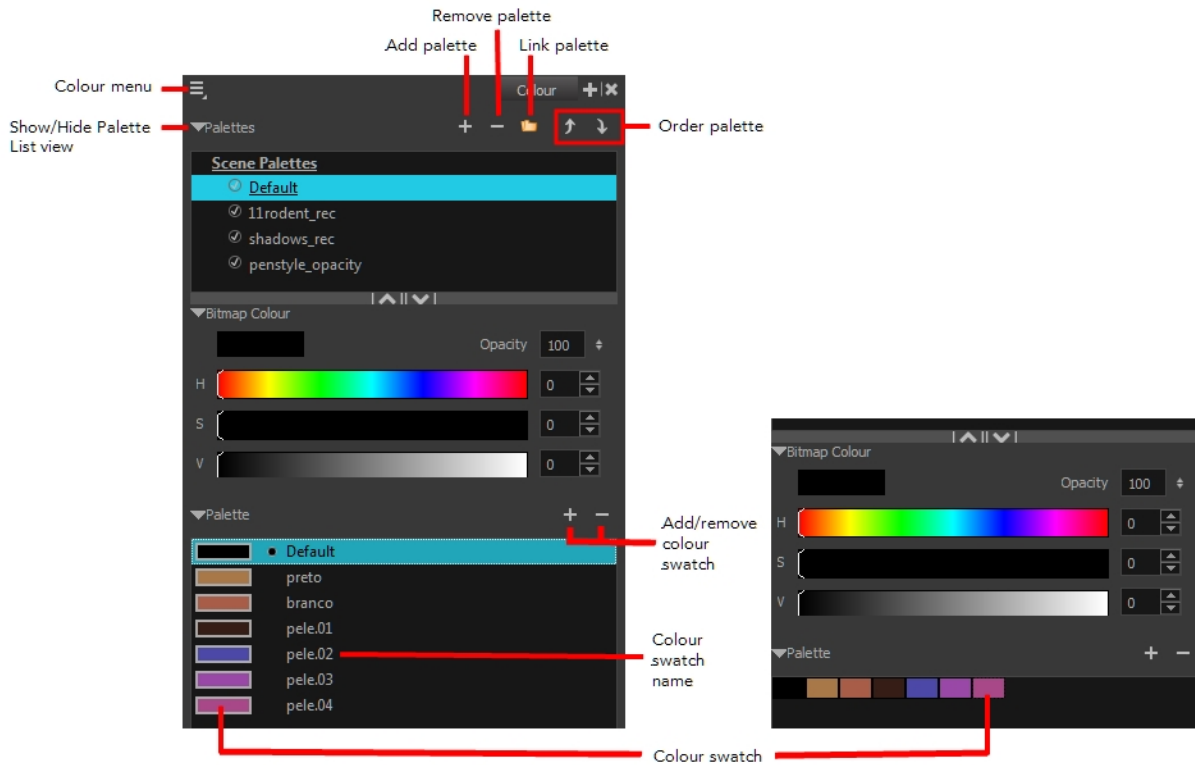 Remove palette
Add palette
Link palette
Colour menu
Colour
Show/Hide Palette
List view
Palettes
Order palette
Scene Palettes
Default
11rodent_rec
shadows_rec
penstyle_opacity
Bitmap Colour
Opacity 100
H 0
S 0
V 0
Palette
Add/remove
colour
swatch
Default
preto
branco
pele.01
pele.02
pele.03
pele.04
Colour
swatch
name
Bitmap Colour
Opacity 100
H 0
S 0
V 0
Palette
Colour swatch